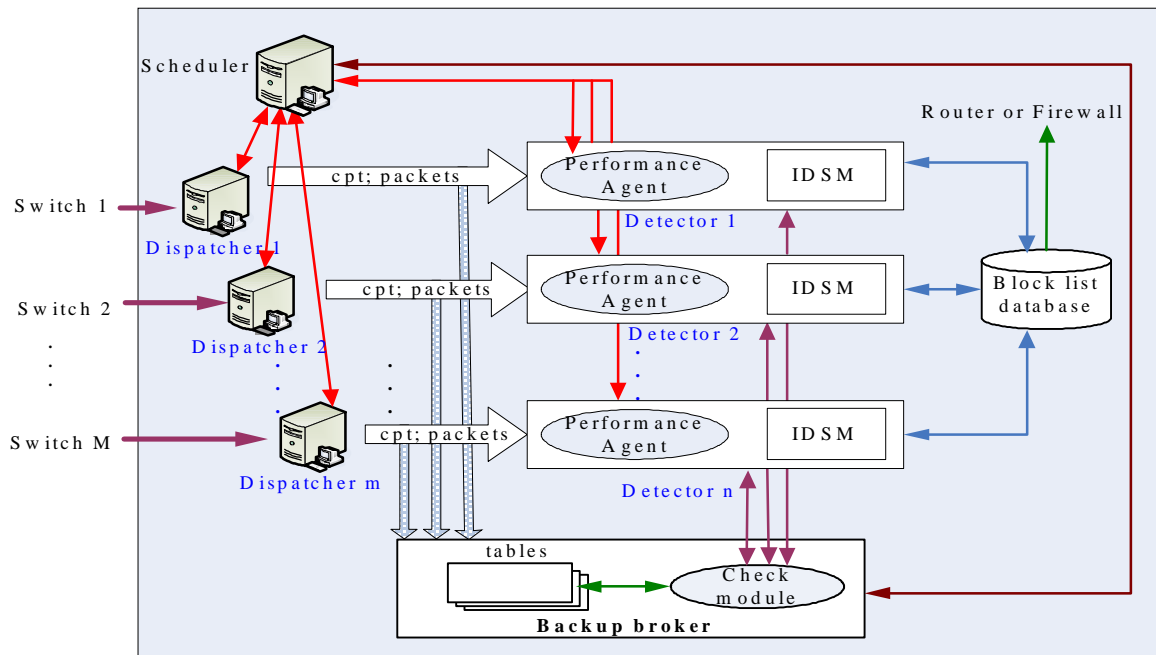 Scheduler
Router or Firewall
cpt; packets
Performance
Agent
IDSM
Switch 1
Detector 1
Dispatcher 1
cpt; packets
Performance
Agent
IDSM
Block list
database
Switch 2
Detector 2
Dispatcher 2
Switch M
cpt; packets
Performance
Agent
IDSM
Dispatcher m
Detector n
tables
Check
module
Backup broker